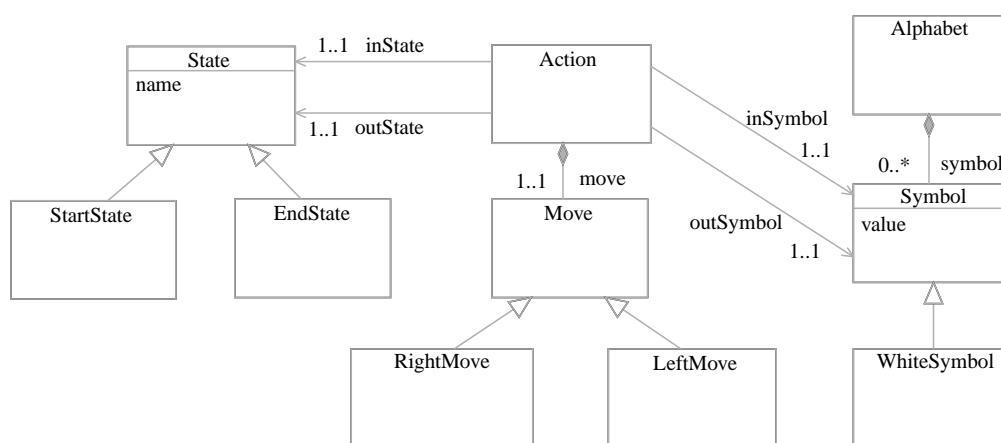 Alphabet
State
1..1 inState
Action
name
inSymbol
1..1 outState
1..1
0..* symbol
1..1 move
Symbol
StartState
EndState
Move
outSymbol
value
1..1
RightMove
LeftMove
WhiteSymbol